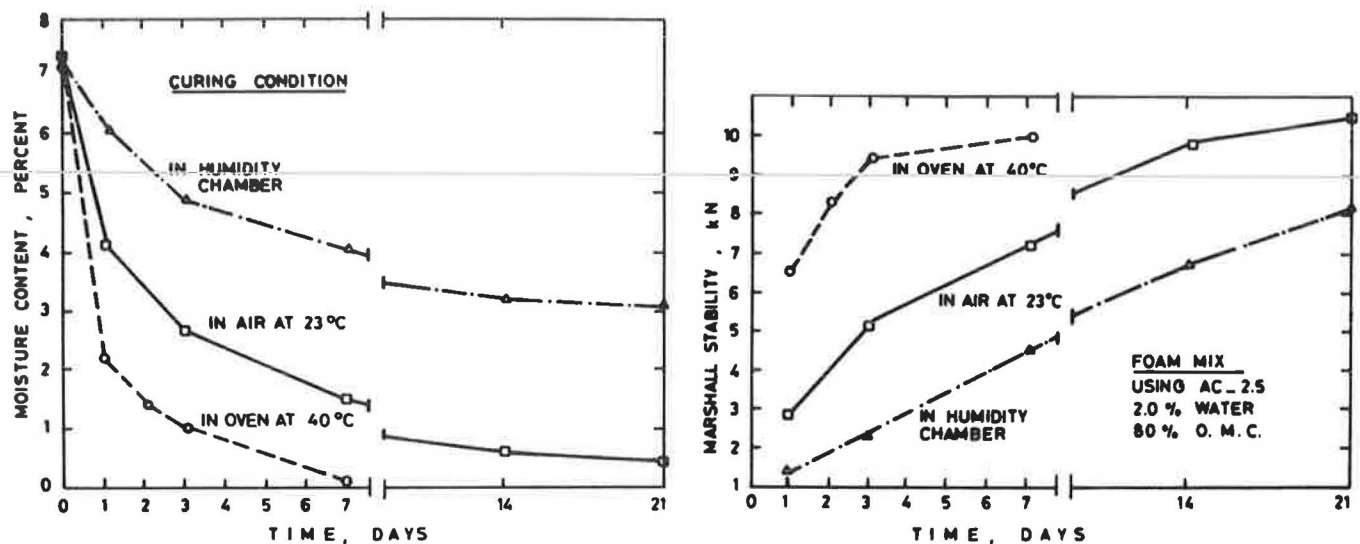 8
7
6
5
4
3
2
1
0
MOISTURE CONTENT, PERCENT
CURING CONDITION
IN HUMIDITY
CHAMBER
IN AIR AT 23°C
IN OVEN AT 40°C
0 1 2 3 4 5 6 7 14 21
TIME, DAYS
10
9
8
7
6
5
4
3
2
1
MARSHALL STABILITY, kN
IN OVEN AT 40°C
IN AIR AT 23°C
IN HUMIDITY
CHAMBER
FOAM MIX
USING AC-2.5
2.0 % WATER
80 % O. M. C.
1 2 3 4 5 6 7 14 21
TIME, DAYS